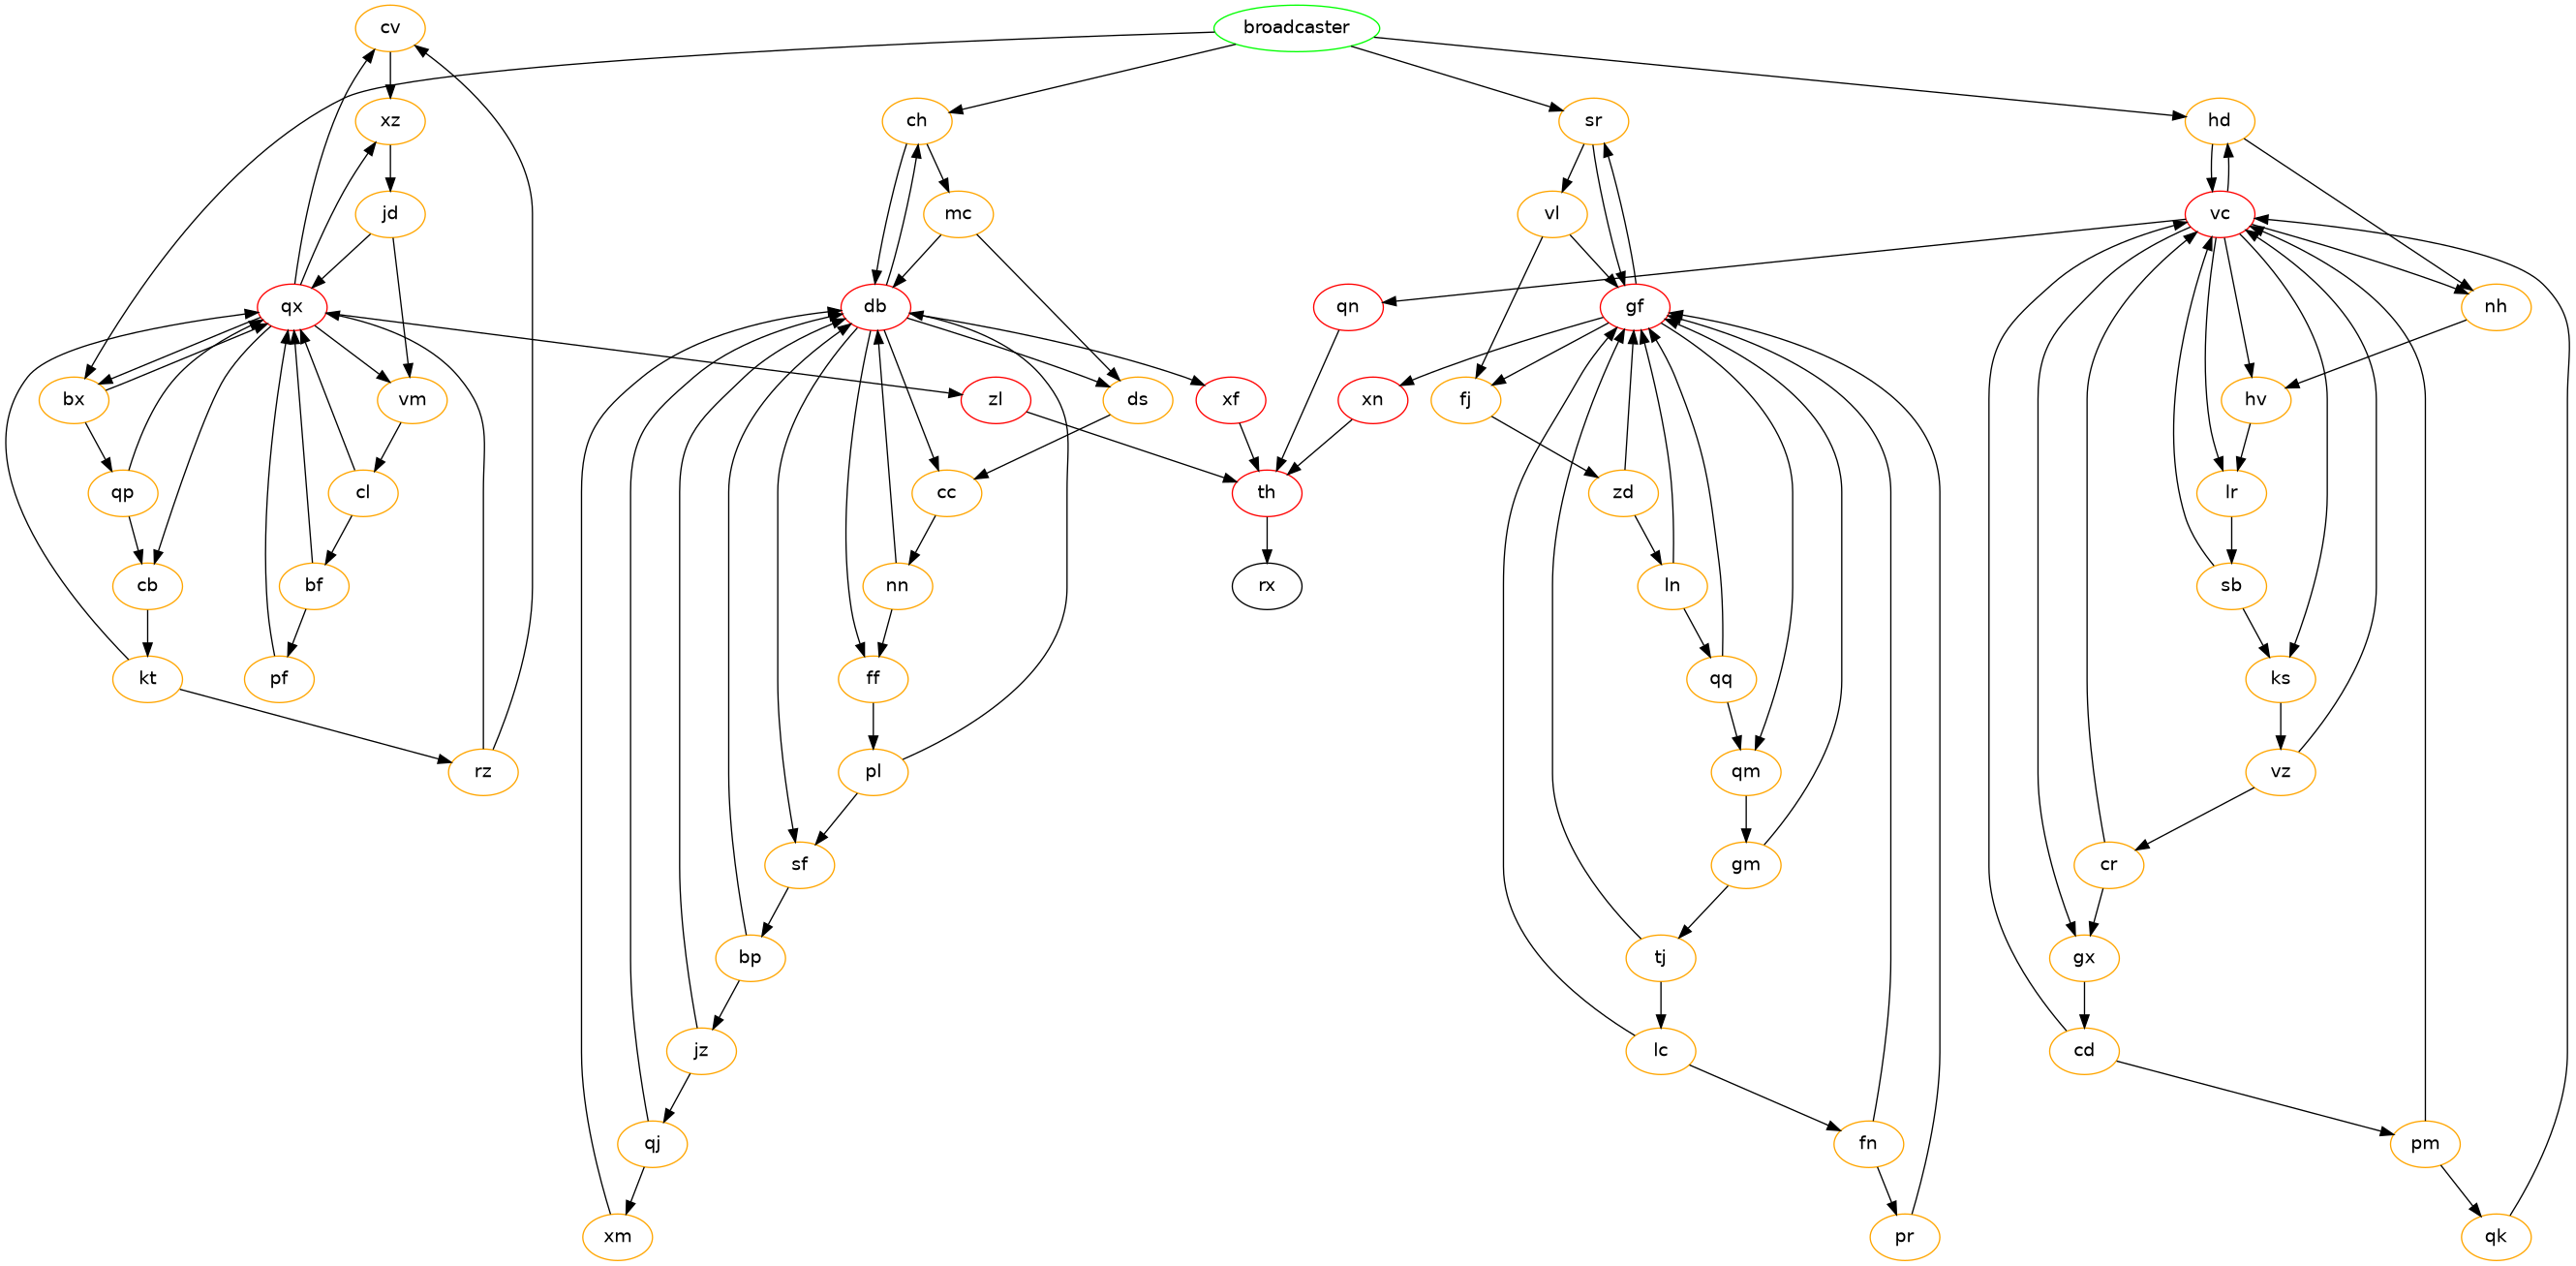 cv
broadcaster
xz
ch
sr
hd
jd
mc
vl
vc
qx
db
qn
gf
nh
bx
vm
zl
ds
xf
xn
fj
hv
qp
cl
cc
th
zd
lr
cb
bf
nn
rx
ln
sb
kt
pf
ff
qq
ks
rz
pl
qm
vz
sf
gm
cr
bp
tj
gx
jz
lc
cd
qj
fn
pm
xm
pr
qk